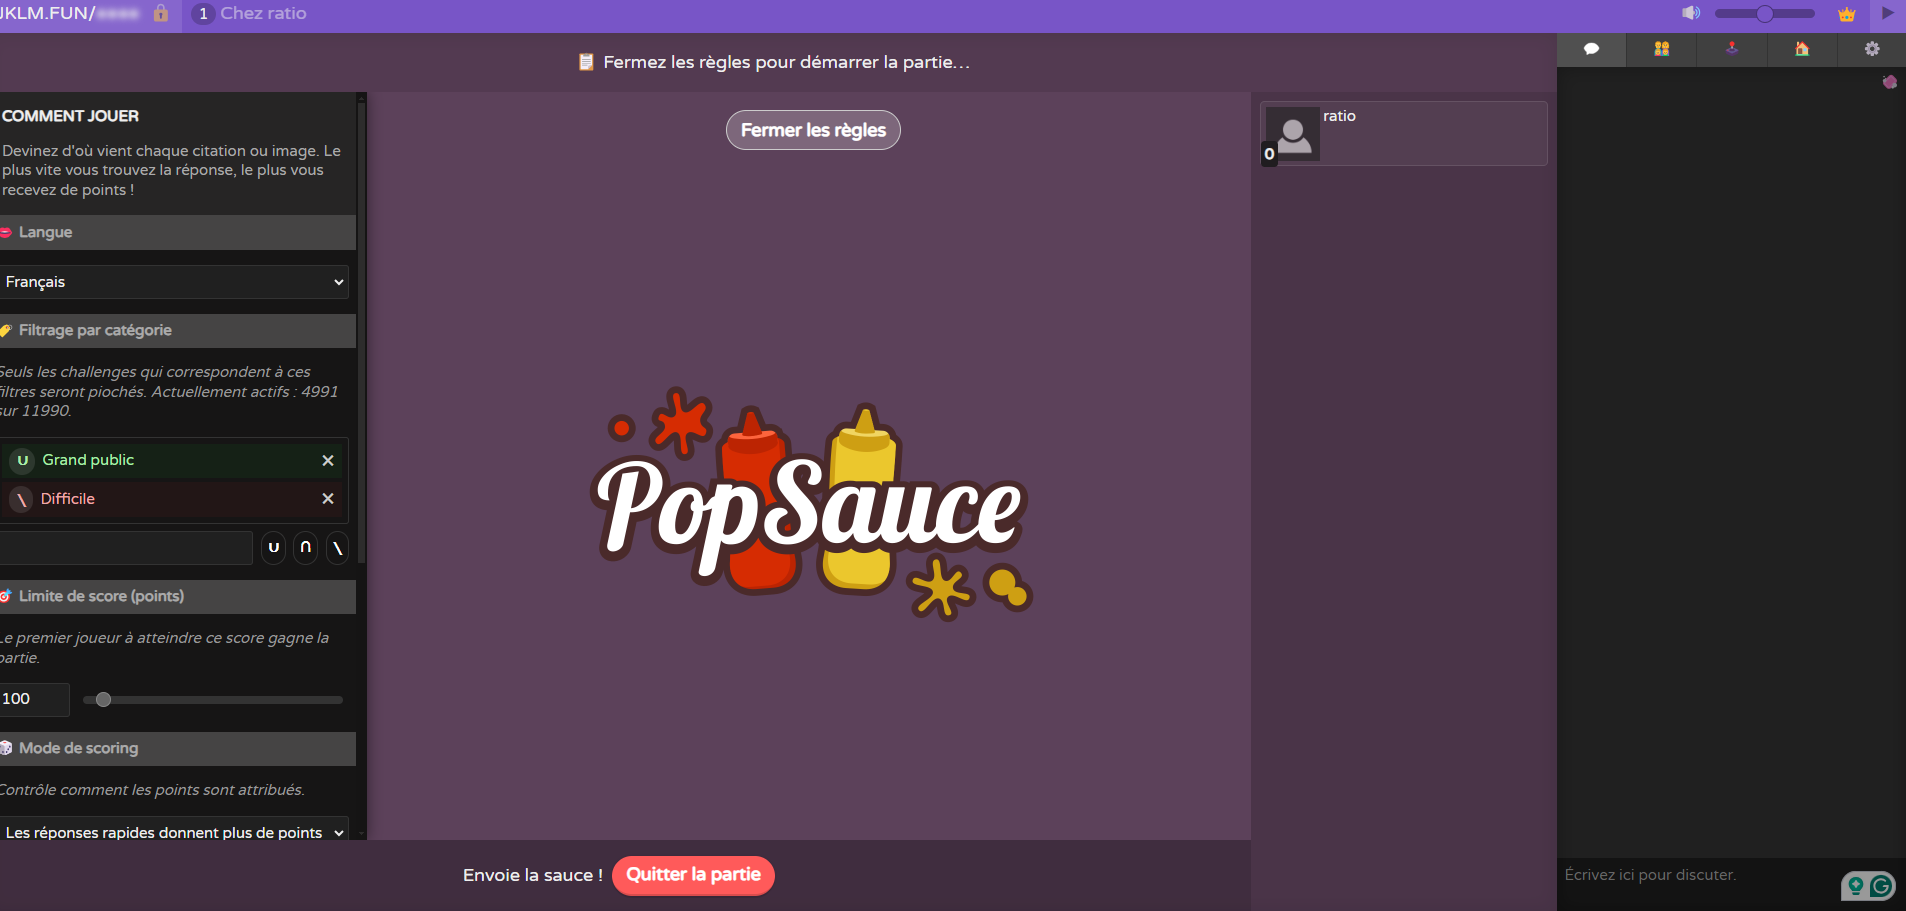 JKLM.FUN/
1 Chez ratio
Fermez les règles pour démarrer la partie…
COMMENT JOUER
Devinez d'où vient chaque citation ou image. Le
plus vite vous trouvez la réponse, le plus vous
recevez de points !
Langue
Français
Filtrage par catégorie
Seuls les challenges qui correspondent à ces
filtres seront piochés. Actuellement actifs : 4991
sur 11990.
U Grand public ✕
\ Difficile ✕
∪ ∩ \
Limite de score (points)
Le premier joueur à atteindre ce score gagne la
partie.
100
Mode de scoring
Contrôle comment les points sont attribués.
Les réponses rapides donnent plus de points
Fermer les règles
PopSauce
Envoie la sauce !
Quitter la partie
ratio
0
Écrivez ici pour discuter.